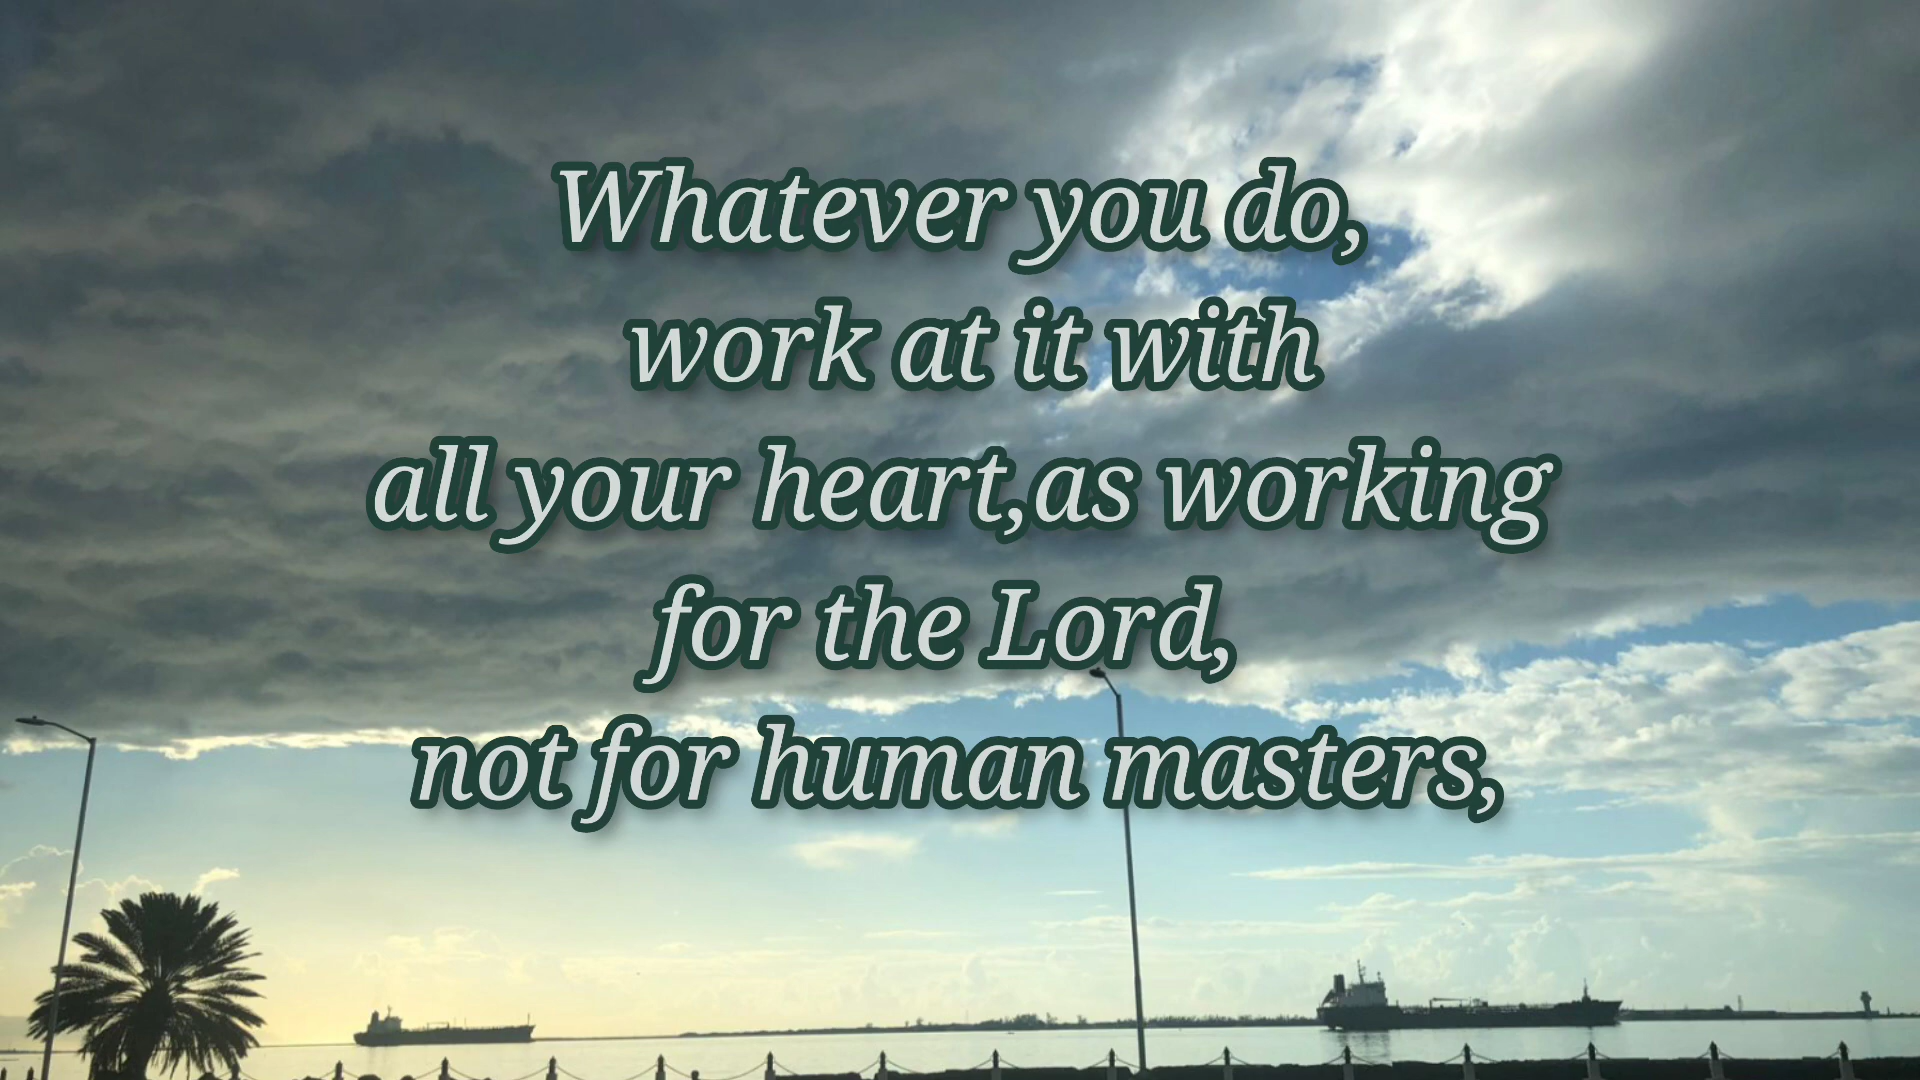 Whatever you do,
work at it with
all your heart,as working
for the Lord,
not for human masters,